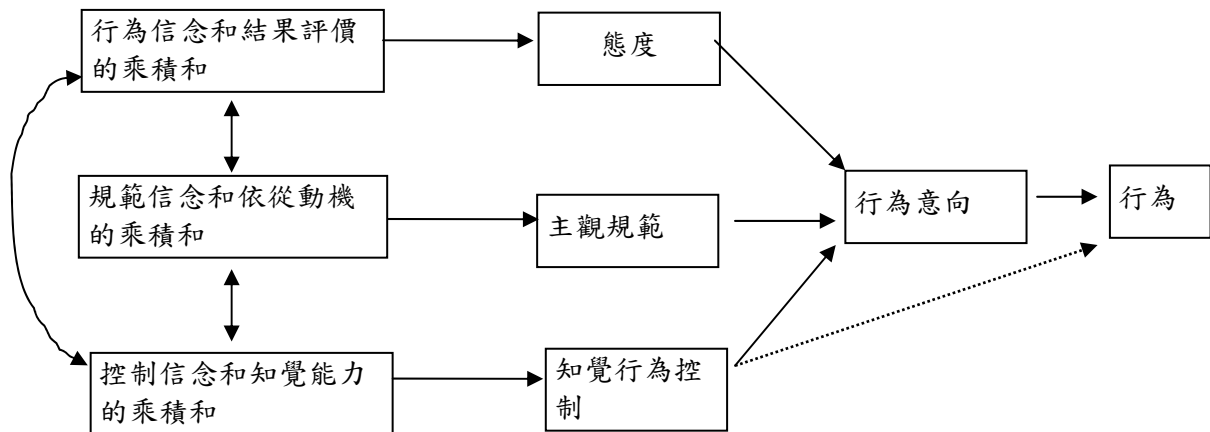 行為信念和結果評價
的乘積和
態度
規範信念和依從動機
的乘積和
主觀規範
行為意向
行為
控制信念和知覺能力
的乘積和
知覺行為控
制